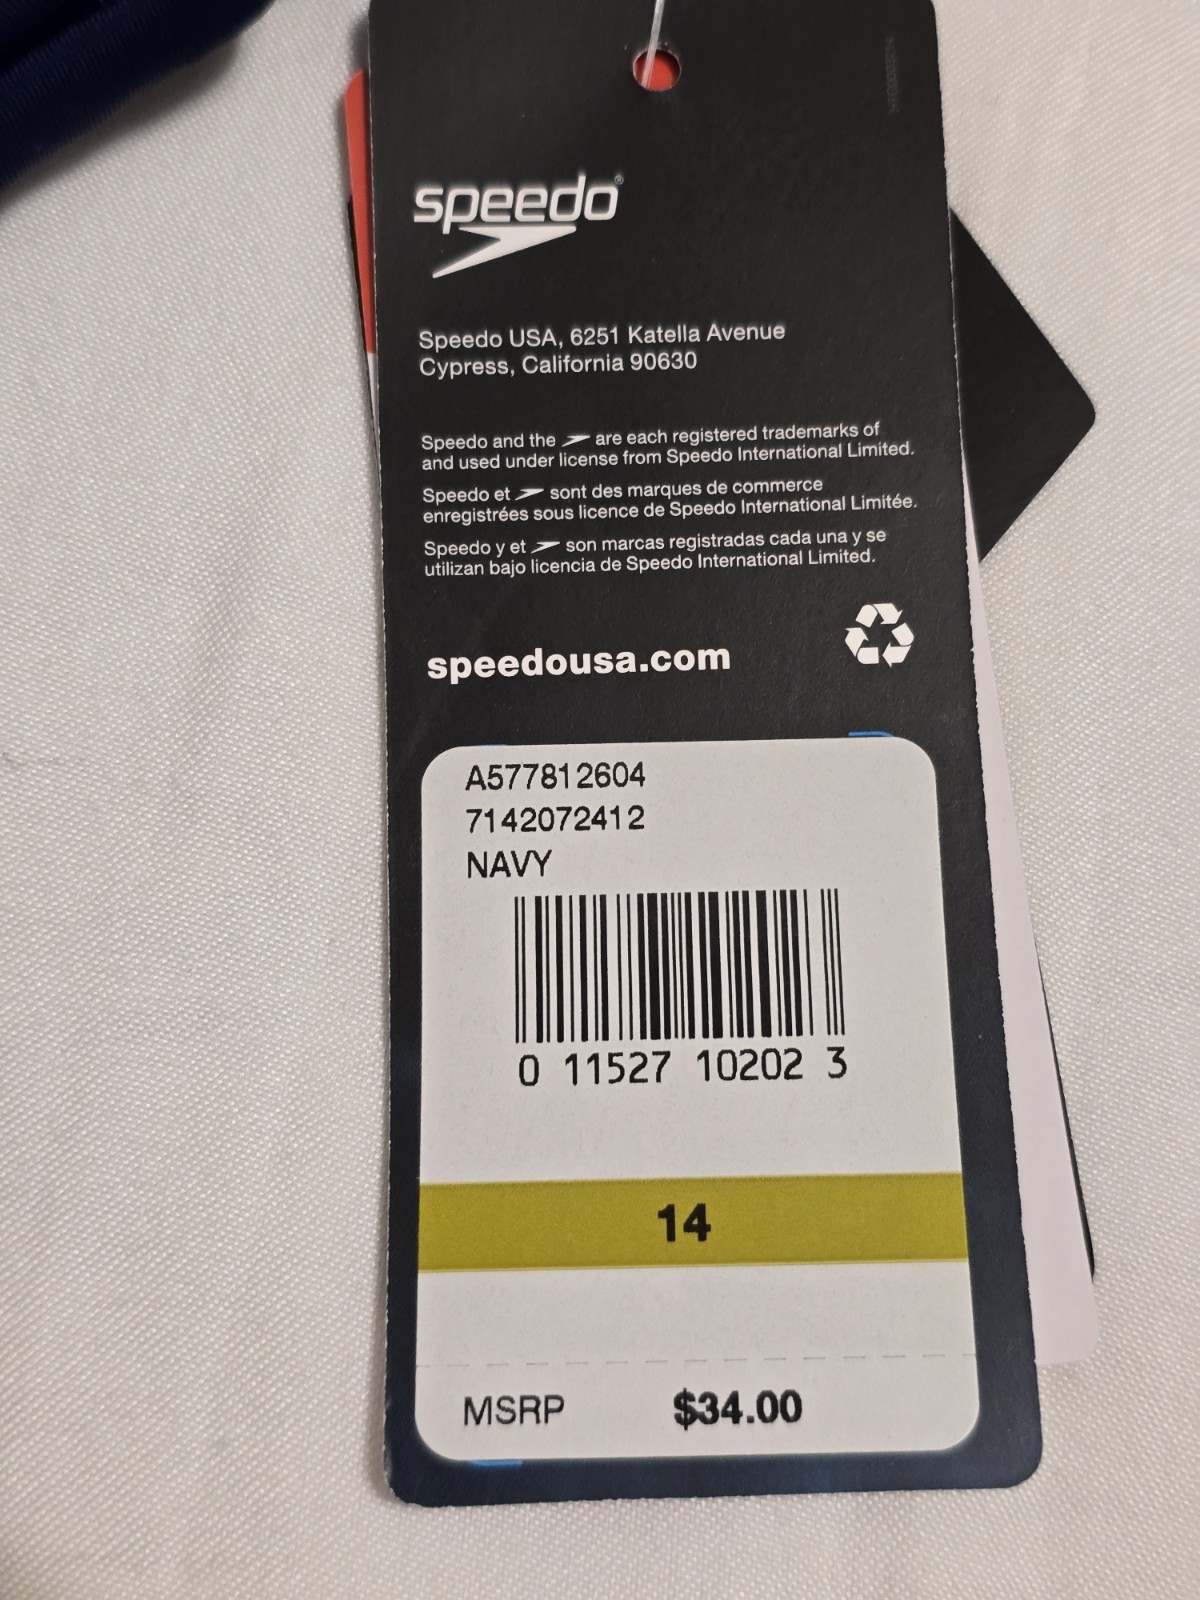 speedo®
Speedo USA, 6251 Katella Avenue
Cypress, California 90630
Speedo and the are each registered trademarks of
and used under license from Speedo International Limited.
Speedo et sont des marques de commerce
enregistrées sous licence de Speedo International Limitée.
Speedo y et son marcas registradas cada una y se
utilizan bajo licencia de Speedo International Limited.
speedousa.com
A577812604
7142072412
NAVY
0 11527 10202 3
14
MSRP $34.00